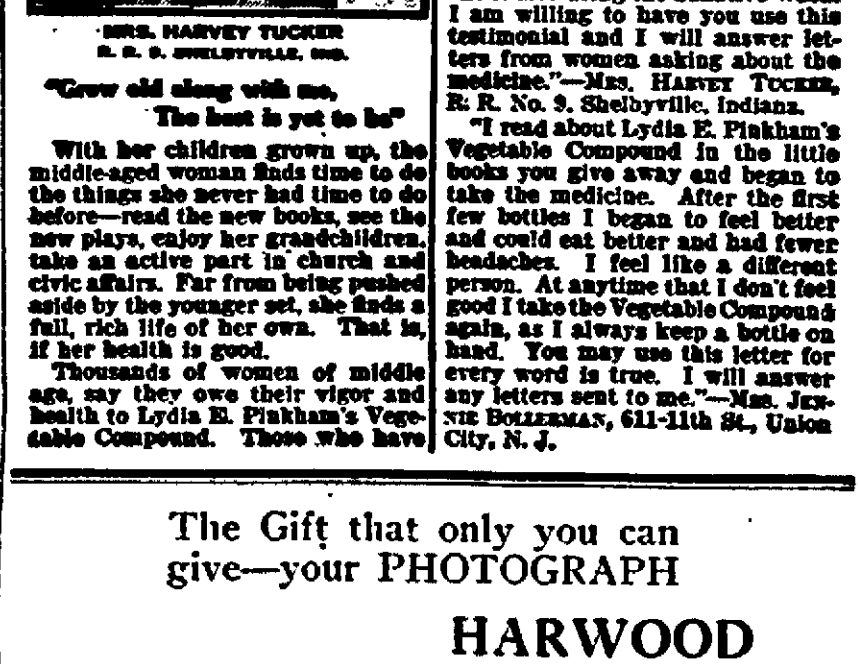 MRS. HARVEY TUCKER
R. R. 9. SHELBYVILLE, IND.
"Grow old along with me,
The best is yet to be"
With her children grown up, the
middle-aged woman finds time to do
the things she never had time to do
before—read the new books, see the
new plays, enjoy her grandchildren,
take an active part in church and
civic affairs. Far from being pushed
aside by the younger set, she finds a
full, rich life of her own. That is,
if her health is good.
Thousands of women of middle
age, say they owe their vigor and
health to Lydia E. Pinkham's Vege-
table Compound. Those who have
I am willing to have you use this
testimonial and I will answer let-
ters from women asking about the
medicine."—MRS. HARVEY TUCKER,
R. R. No. 9. Shelbyville, Indiana.
"I read about Lydia E. Pinkham's
Vegetable Compound in the little
books you give away and began to
take the medicine. After the first
few bottles I began to feel better
and could eat better and had fewer
headaches. I feel like a different
person. At anytime that I don't feel
good I take the Vegetable Compound
again, as I always keep a bottle on
hand. You may use this letter for
every word is true. I will answer
any letters sent to me."—MRS. JEN-
NIE BOLLERMAN, 611-11th St., Union
City, N. J.
The Gift that only you can
give—your PHOTOGRAPH
HARWOOD